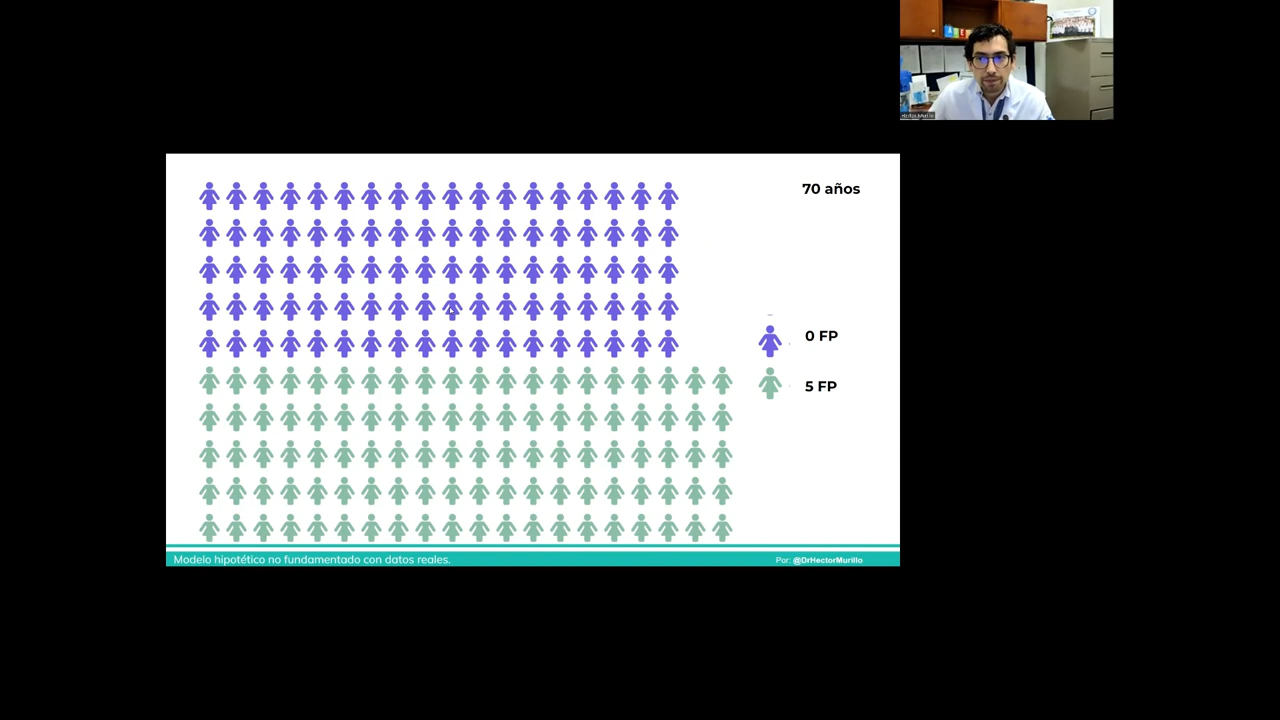 70 años
0 FP
5 FP
Modelo hipotético no fundamentado con datos reales.
Por: @DrHectorMurillo